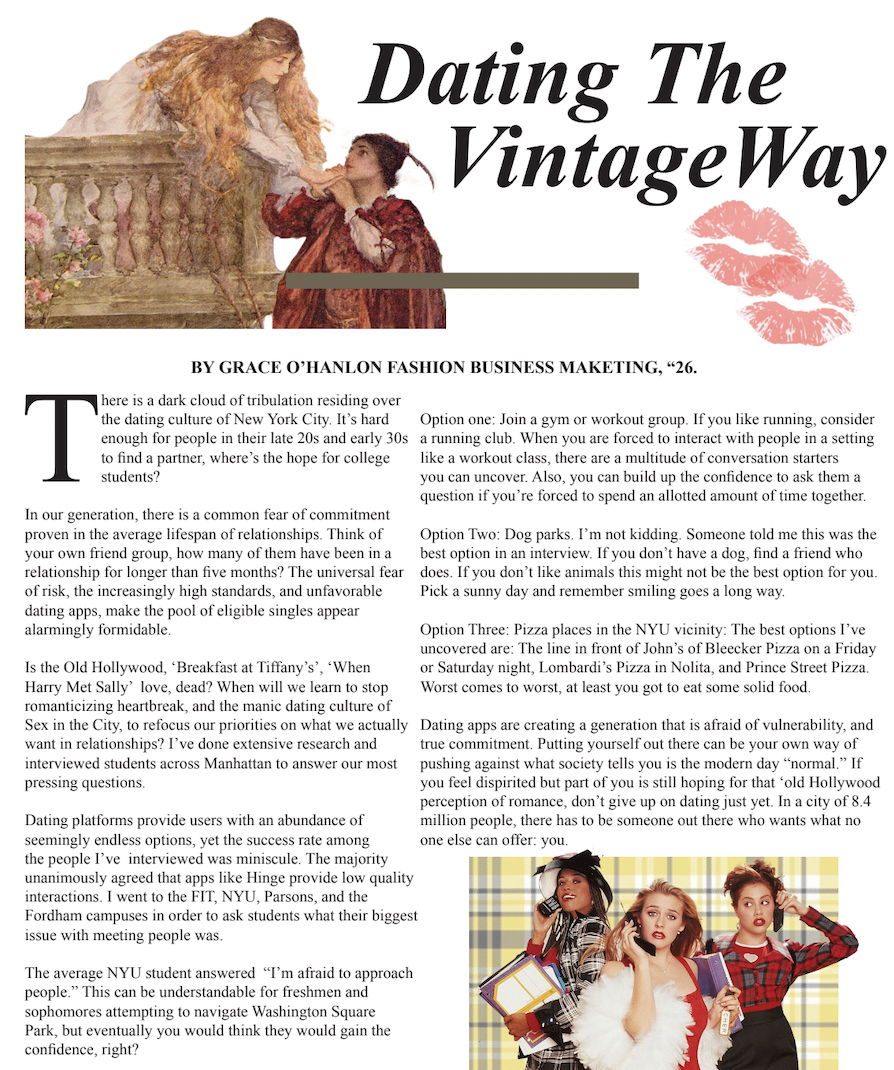 Dating The
VintageWay
BY GRACE O’HANLON FASHION BUSINESS MAKETING, “26.
There is a dark cloud of tribulation residing over
the dating culture of New York City. It’s hard
enough for people in their late 20s and early 30s
to find a partner, where’s the hope for college
students?
In our generation, there is a common fear of commitment
proven in the average lifespan of relationships. Think of
your own friend group, how many of them have been in a
relationship for longer than five months? The universal fear
of risk, the increasingly high standards, and unfavorable
dating apps, make the pool of eligible singles appear
alarmingly formidable.
Is the Old Hollywood, ‘Breakfast at Tiffany’s’, ‘When
Harry Met Sally’ love, dead? When will we learn to stop
romanticizing heartbreak, and the manic dating culture of
Sex in the City, to refocus our priorities on what we actually
want in relationships? I’ve done extensive research and
interviewed students across Manhattan to answer our most
pressing questions.
Dating platforms provide users with an abundance of
seemingly endless options, yet the success rate among
the people I’ve interviewed was miniscule. The majority
unanimously agreed that apps like Hinge provide low quality
interactions. I went to the FIT, NYU, Parsons, and the
Fordham campuses in order to ask students what their biggest
issue with meeting people was.
The average NYU student answered “I’m afraid to approach
people.” This can be understandable for freshmen and
sophomores attempting to navigate Washington Square
Park, but eventually you would think they would gain the
confidence, right?
Option one: Join a gym or workout group. If you like running, consider
a running club. When you are forced to interact with people in a setting
like a workout class, there are a multitude of conversation starters
you can uncover. Also, you can build up the confidence to ask them a
question if you’re forced to spend an allotted amount of time together.
Option Two: Dog parks. I’m not kidding. Someone told me this was the
best option in an interview. If you don’t have a dog, find a friend who
does. If you don’t like animals this might not be the best option for you.
Pick a sunny day and remember smiling goes a long way.
Option Three: Pizza places in the NYU vicinity: The best options I’ve
uncovered are: The line in front of John’s of Bleecker Pizza on a Friday
or Saturday night, Lombardi’s Pizza in Nolita, and Prince Street Pizza.
Worst comes to worst, at least you got to eat some solid food.
Dating apps are creating a generation that is afraid of vulnerability, and
true commitment. Putting yourself out there can be your own way of
pushing against what society tells you is the modern day “normal.” If
you feel dispirited but part of you is still hoping for that ‘old Hollywood
perception of romance, don’t give up on dating just yet. In a city of 8.4
million people, there has to be someone out there who wants what no
one else can offer: you.
CHER